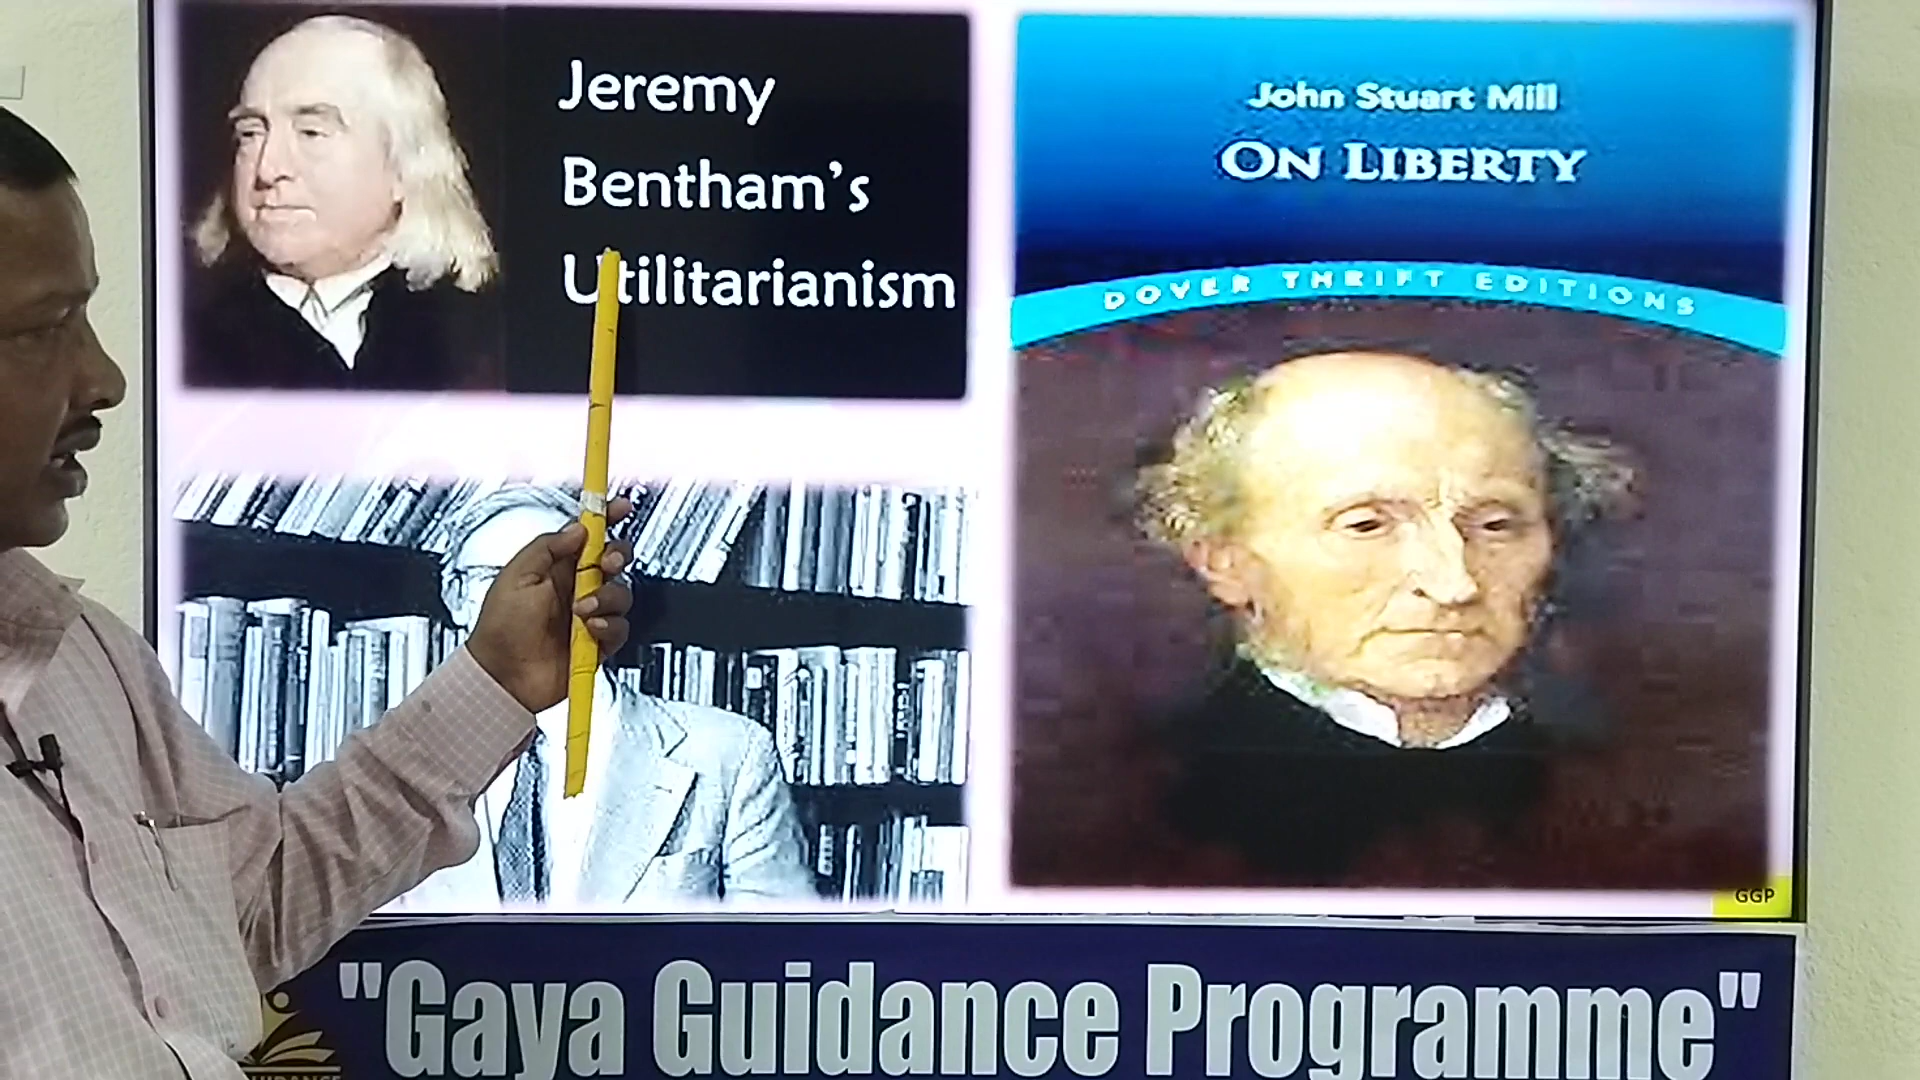 Jeremy
Bentham's
Utilitarianism
John Stuart Mill
ON LIBERTY
DOVER THRIFT EDITIONS
GGP
"Gaya Guidance Programme"